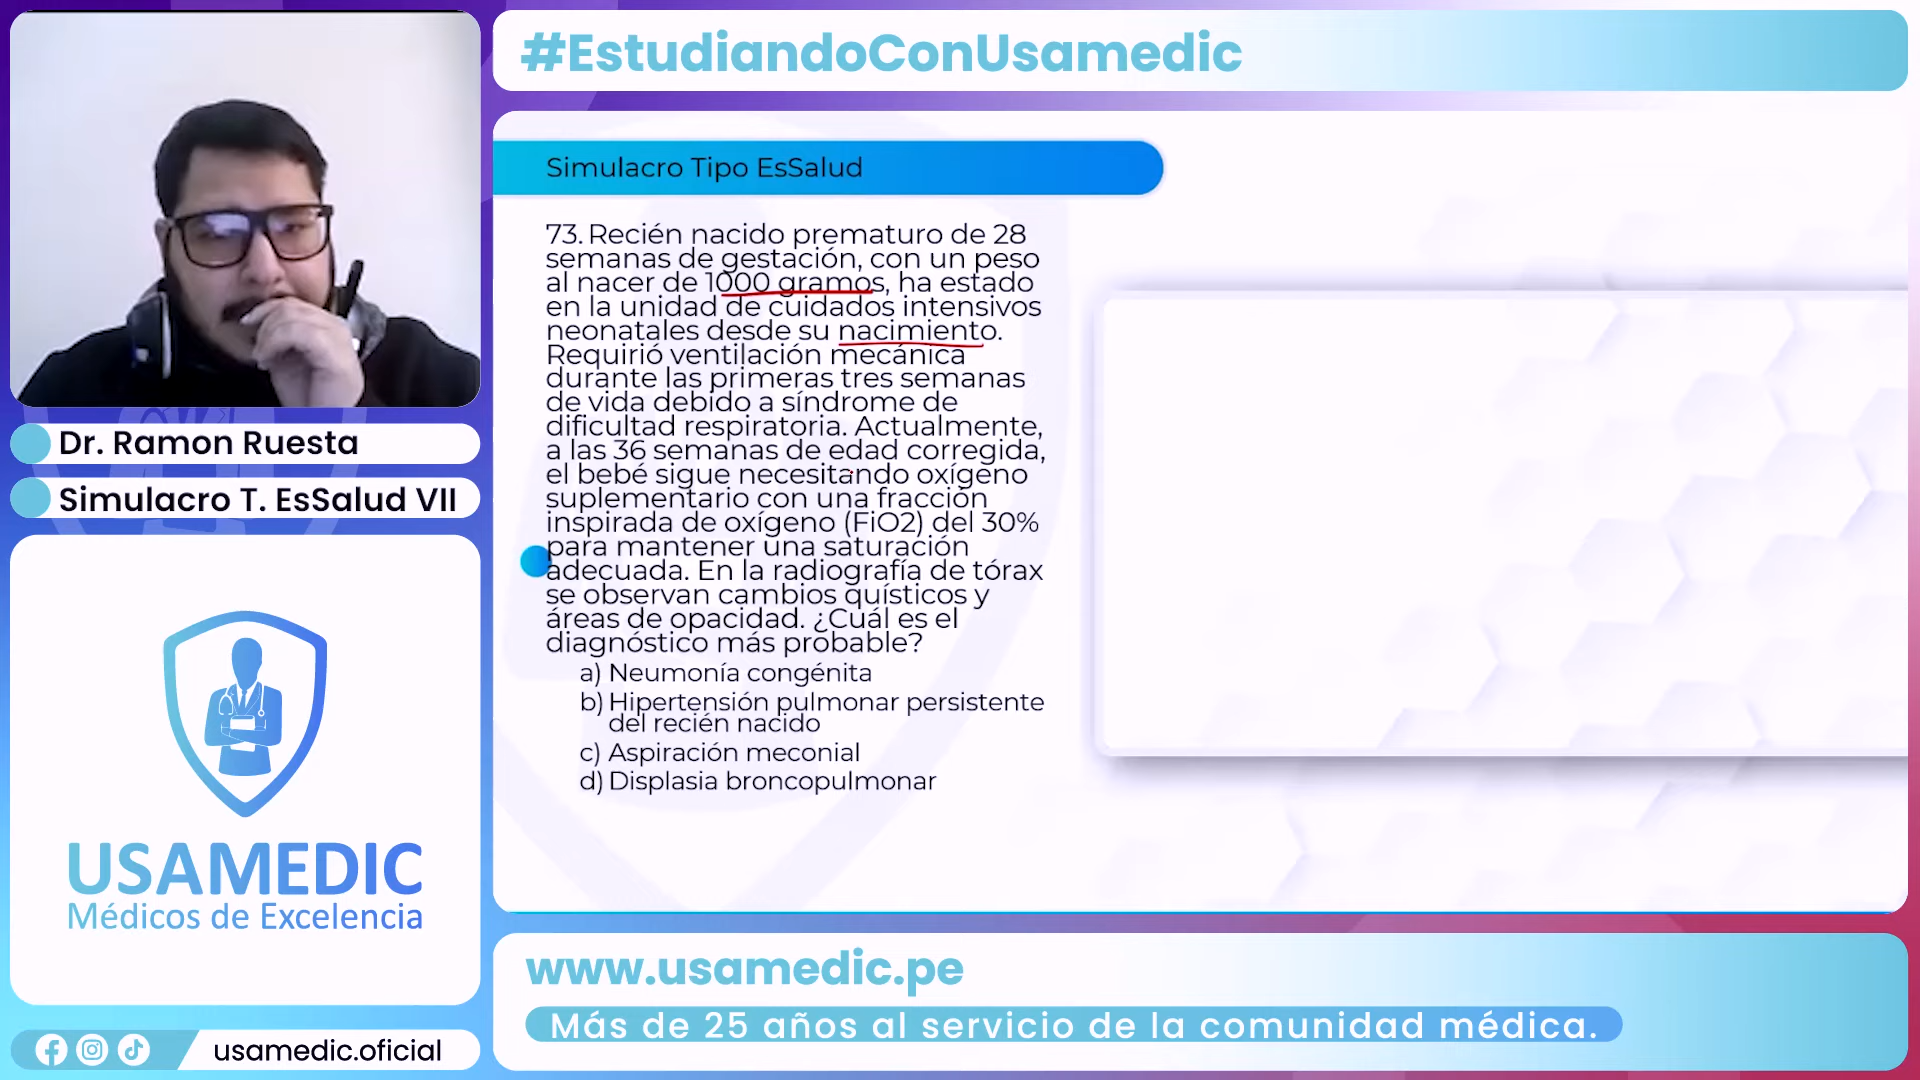 #EstudiandoConUsamedic
Simulacro Tipo EsSalud
73. Recién nacido prematuro de 28
semanas de gestación, con un peso
al nacer de 1000 gramos, ha estado
en la unidad de cuidados intensivos
neonatales desde su nacimiento.
Requirió ventilación mecánica
durante las primeras tres semanas
de vida debido a síndrome de
dificultad respiratoria. Actualmente,
a las 36 semanas de edad corregida,
el bebé sigue necesitando oxígeno
suplementario con una fracción
inspirada de oxígeno (FiO2) del 30%
para mantener una saturación
adecuada. En la radiografía de tórax
se observan cambios quísticos y
áreas de opacidad. ¿Cuál es el
diagnóstico más probable?
a) Neumonía congénita
b) Hipertensión pulmonar persistente
del recién nacido
c) Aspiración meconial
d) Displasia broncopulmonar
Dr. Ramon Ruesta
Simulacro T. EsSalud VII
USAMEDIC
Médicos de Excelencia
usamedic.oficial
www.usamedic.pe
Más de 25 años al servicio de la comunidad médica.